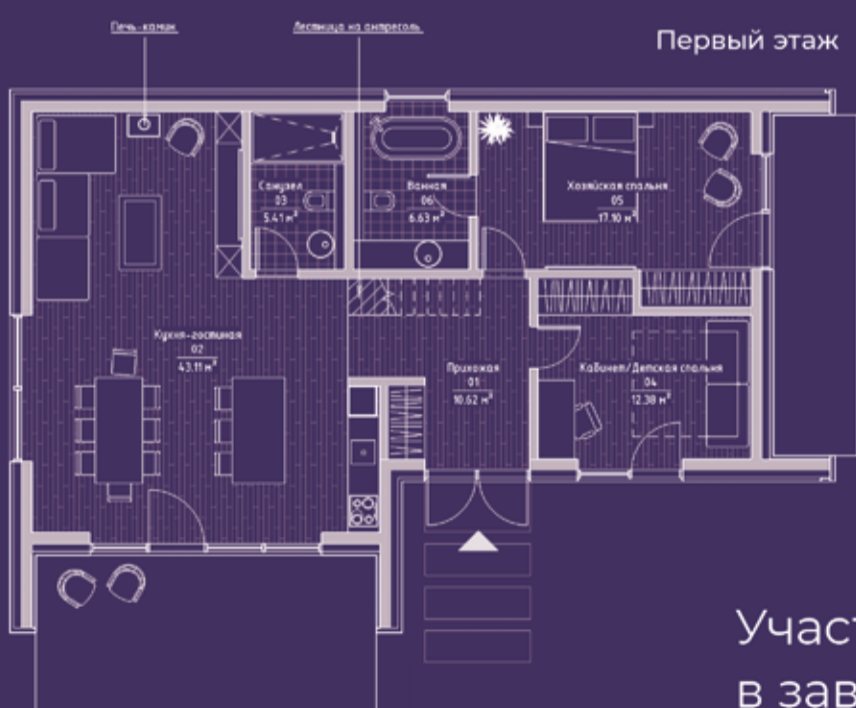 Печь-камин
Лестница на антресоль
Первый этаж
Санузел
03
5.41 м²
Ванная
06
6.63 м²
Хозяйская спальня
05
17.10 м²
Кухня-гостиная
02
43.11 м²
Прихожая
01
10.62 м²
Кабинет/Детская спальня
04
12.38 м²
Учас
в зав